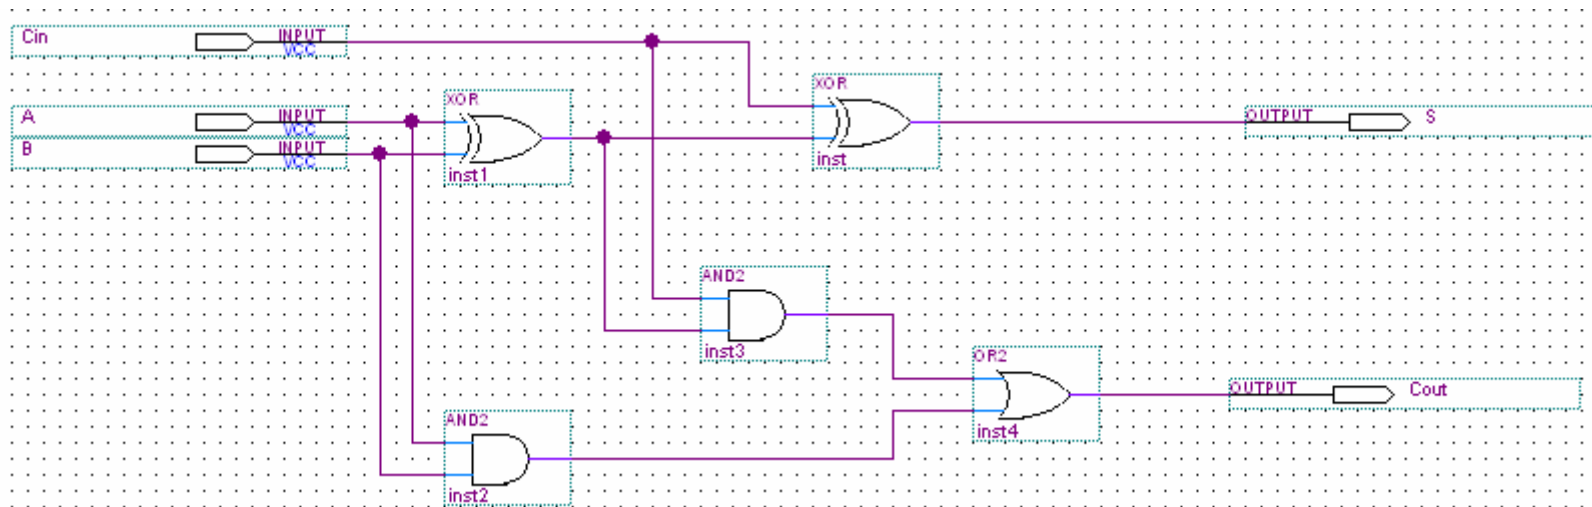 Cin INPUT
VCC
XOR
XOR
A INPUT
VCC
OUTPUT S
B INPUT
VCC
inst
inst1
AND2
inst3
OR2
OUTPUT Cout
AND2
inst4
inst2